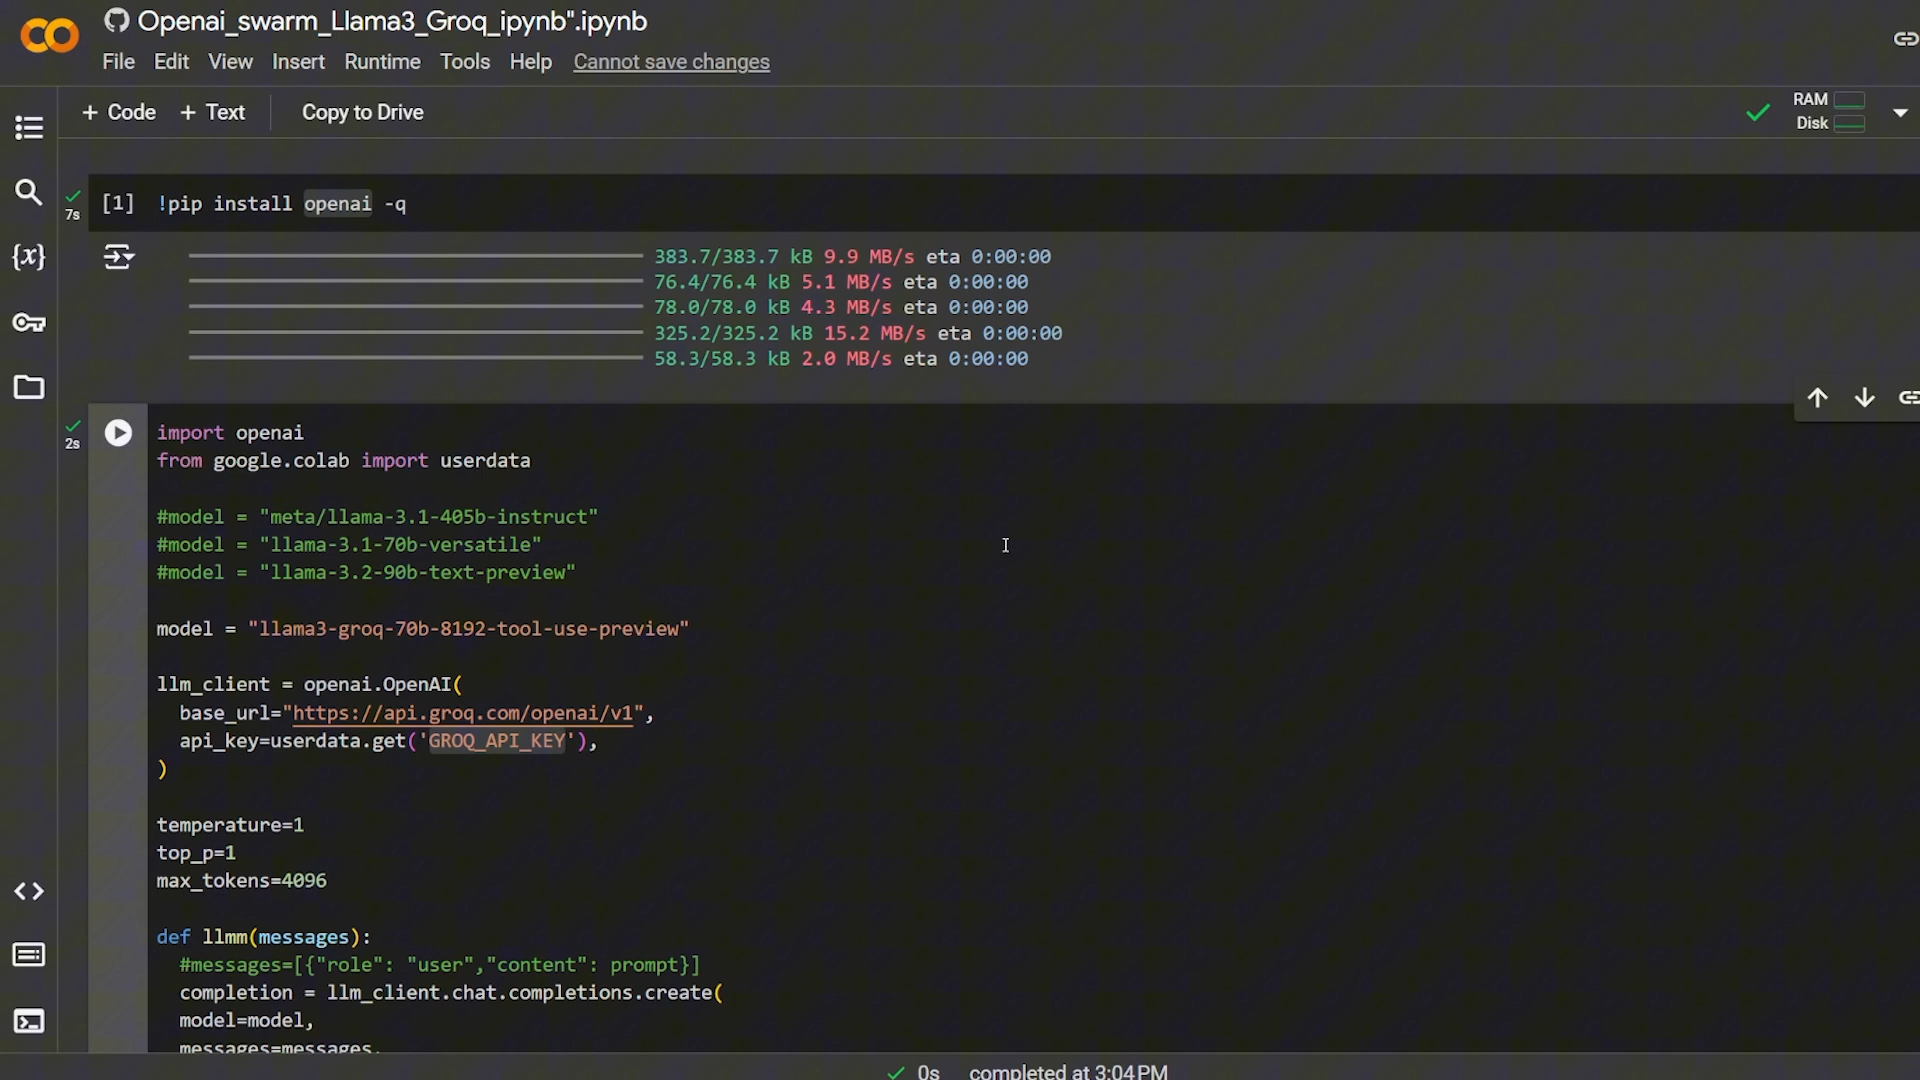 Openai_swarm_Llama3_Groq_ipynb".ipynb
File Edit View Insert Runtime Tools Help Cannot save changes
+ Code + Text Copy to Drive
RAM
Disk
7s
[1] !pip install openai -q
383.7/383.7 kB 9.9 MB/s eta 0:00:00
76.4/76.4 kB 5.1 MB/s eta 0:00:00
78.0/78.0 kB 4.3 MB/s eta 0:00:00
325.2/325.2 kB 15.2 MB/s eta 0:00:00
58.3/58.3 kB 2.0 MB/s eta 0:00:00
2s
import openai
from google.colab import userdata
#model = "meta/llama-3.1-405b-instruct"
#model = "llama-3.1-70b-versatile"
#model = "llama-3.2-90b-text-preview"
model = "llama3-groq-70b-8192-tool-use-preview"
llm_client = openai.OpenAI(
base_url="https://api.groq.com/openai/v1",
api_key=userdata.get('GROQ_API_KEY'),
)
temperature=1
top_p=1
max_tokens=4096
def llmm(messages):
#messages=[{"role": "user","content": prompt}]
completion = llm_client.chat.completions.create(
model=model,
messages=messages,
0s completed at 3:04 PM